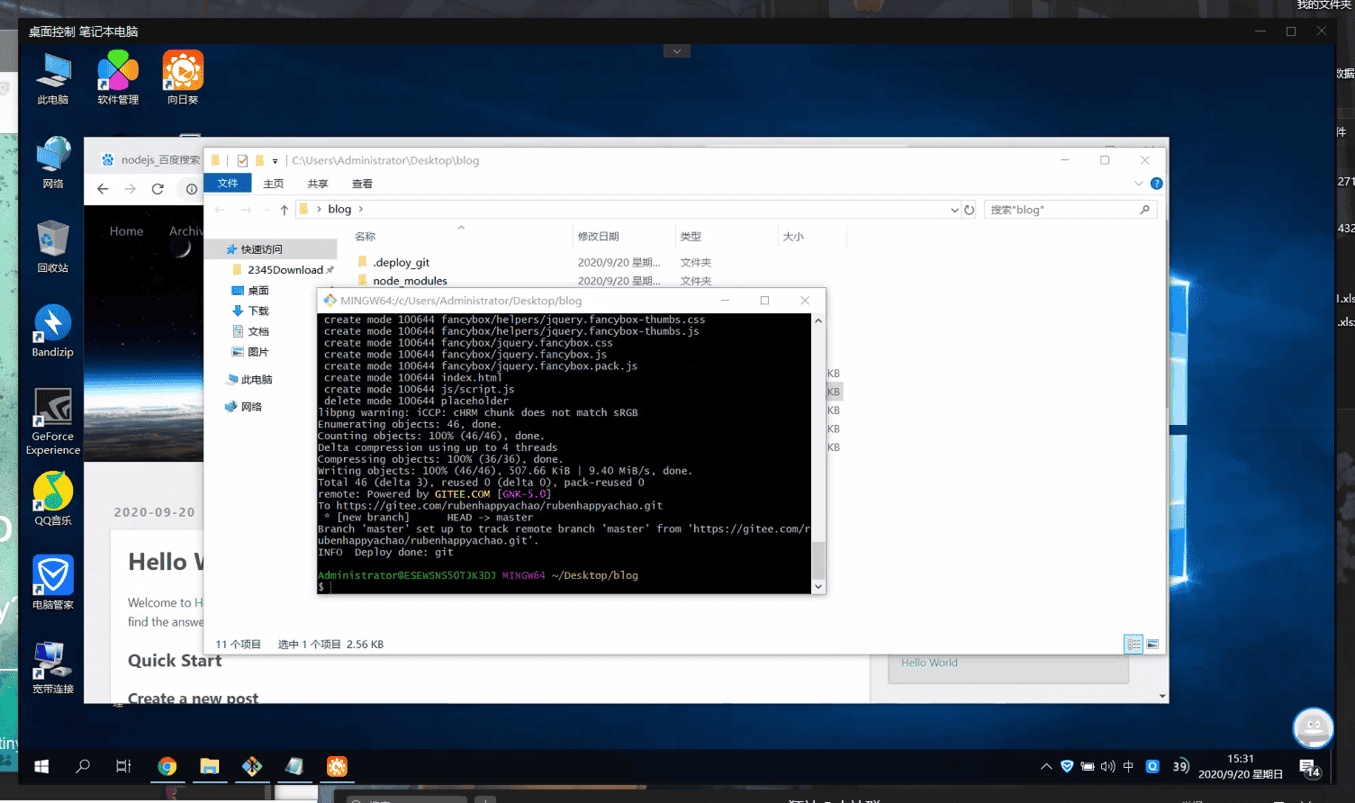 我的文件夹
桌面控制 笔记本电脑
此电脑
软件管理
向日葵
网络
回收站
Bandizip
GeForce
Experience
QQ音乐
电脑管家
宽带连接
nodejs_百度搜索
Home
Archiv
2020-09-20
Hello W
Welcome to H
find the answe
Quick Start
Create a new post
Hello World
C:\Users\Administrator\Desktop\blog
文件
主页
共享
查看
blog
搜索"blog"
快速访问
2345Download
桌面
下载
文档
图片
此电脑
网络
名称
修改日期
类型
大小
.deploy_git
2020/9/20 星期...
文件夹
node_modules
2020/9/20 星期...
文件夹
KB
KB
KB
KB
KB
11 个项目
选中 1 个项目 2.56 KB
MINGW64:/c/Users/Administrator/Desktop/blog
create mode 100644 fancybox/helpers/jquery.fancybox-thumbs.css
create mode 100644 fancybox/helpers/jquery.fancybox-thumbs.js
create mode 100644 fancybox/jquery.fancybox.css
create mode 100644 fancybox/jquery.fancybox.js
create mode 100644 fancybox/jquery.fancybox.pack.js
create mode 100644 index.html
create mode 100644 js/script.js
delete mode 100644 placeholder
libpng warning: iCCP: cHRM chunk does not match sRGB
Enumerating objects: 46, done.
Counting objects: 100% (46/46), done.
Delta compression using up to 4 threads
Compressing objects: 100% (36/36), done.
Writing objects: 100% (46/46), 507.66 KiB | 9.40 MiB/s, done.
Total 46 (delta 3), reused 0 (delta 0), pack-reused 0
remote: Powered by GITEE.COM [GNK-5.0]
To https://gitee.com/rubenhappyachao/rubenhappyachao.git
* [new branch]      HEAD -> master
Branch 'master' set up to track remote branch 'master' from 'https://gitee.com/r
ubenhappyachao/rubenhappyachao.git'.
INFO  Deploy done: git
Administrator@ESEWSNS5OTJK3DJ MINGW64 ~/Desktop/blog
$
中
39
15:31
2020/9/20 星期日
14
数据
件
271
432
.xls
.xls
tiny